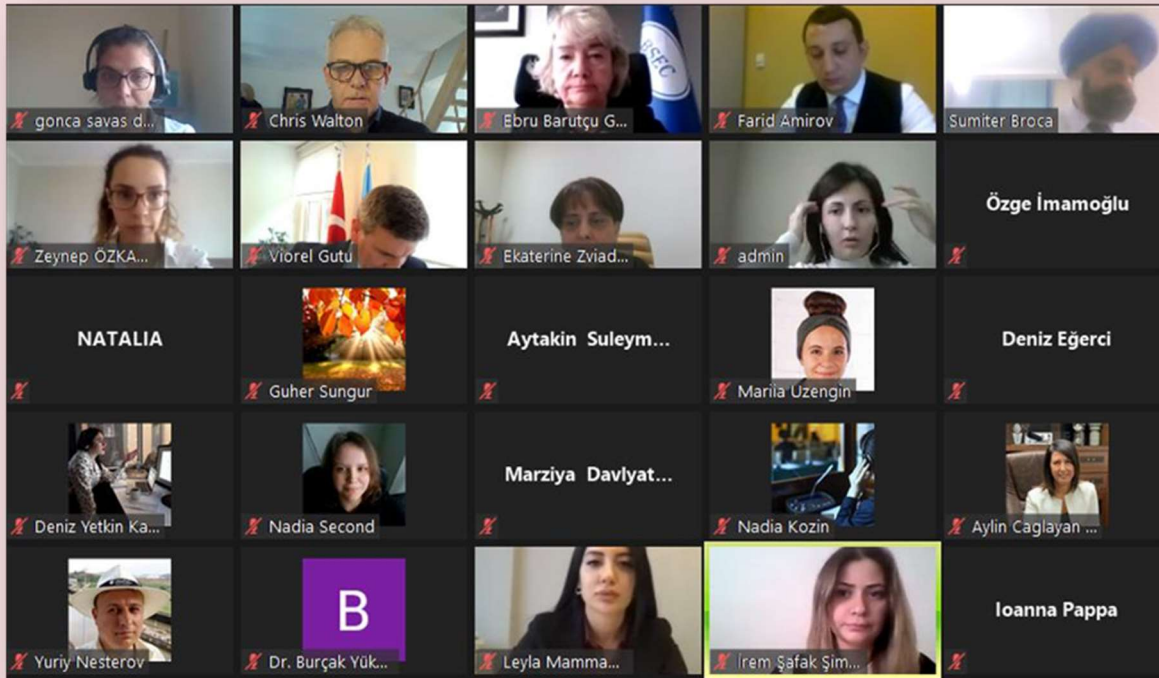 gonca savas d...
Chris Walton
Ebru Barutçu G...
BSEC
Farid Amirov
Sumiter Broca
Zeynep ÖZKA...
Viorel Gutu
Ekaterine Zviad...
admin
Özge İmamoğlu
NATALIA
Guher Sungur
Aytakin Suleym...
Mariia Uzengin
Deniz Eğerci
Deniz Yetkin Ka...
Nadia Second
Marziya Davlyat...
Nadia Kozin
Aylin Caglayan ...
Yuriy Nesterov
B
Dr. Burçak Yük...
Leyla Mamma...
İrem Şafak Şim...
Ioanna Pappa